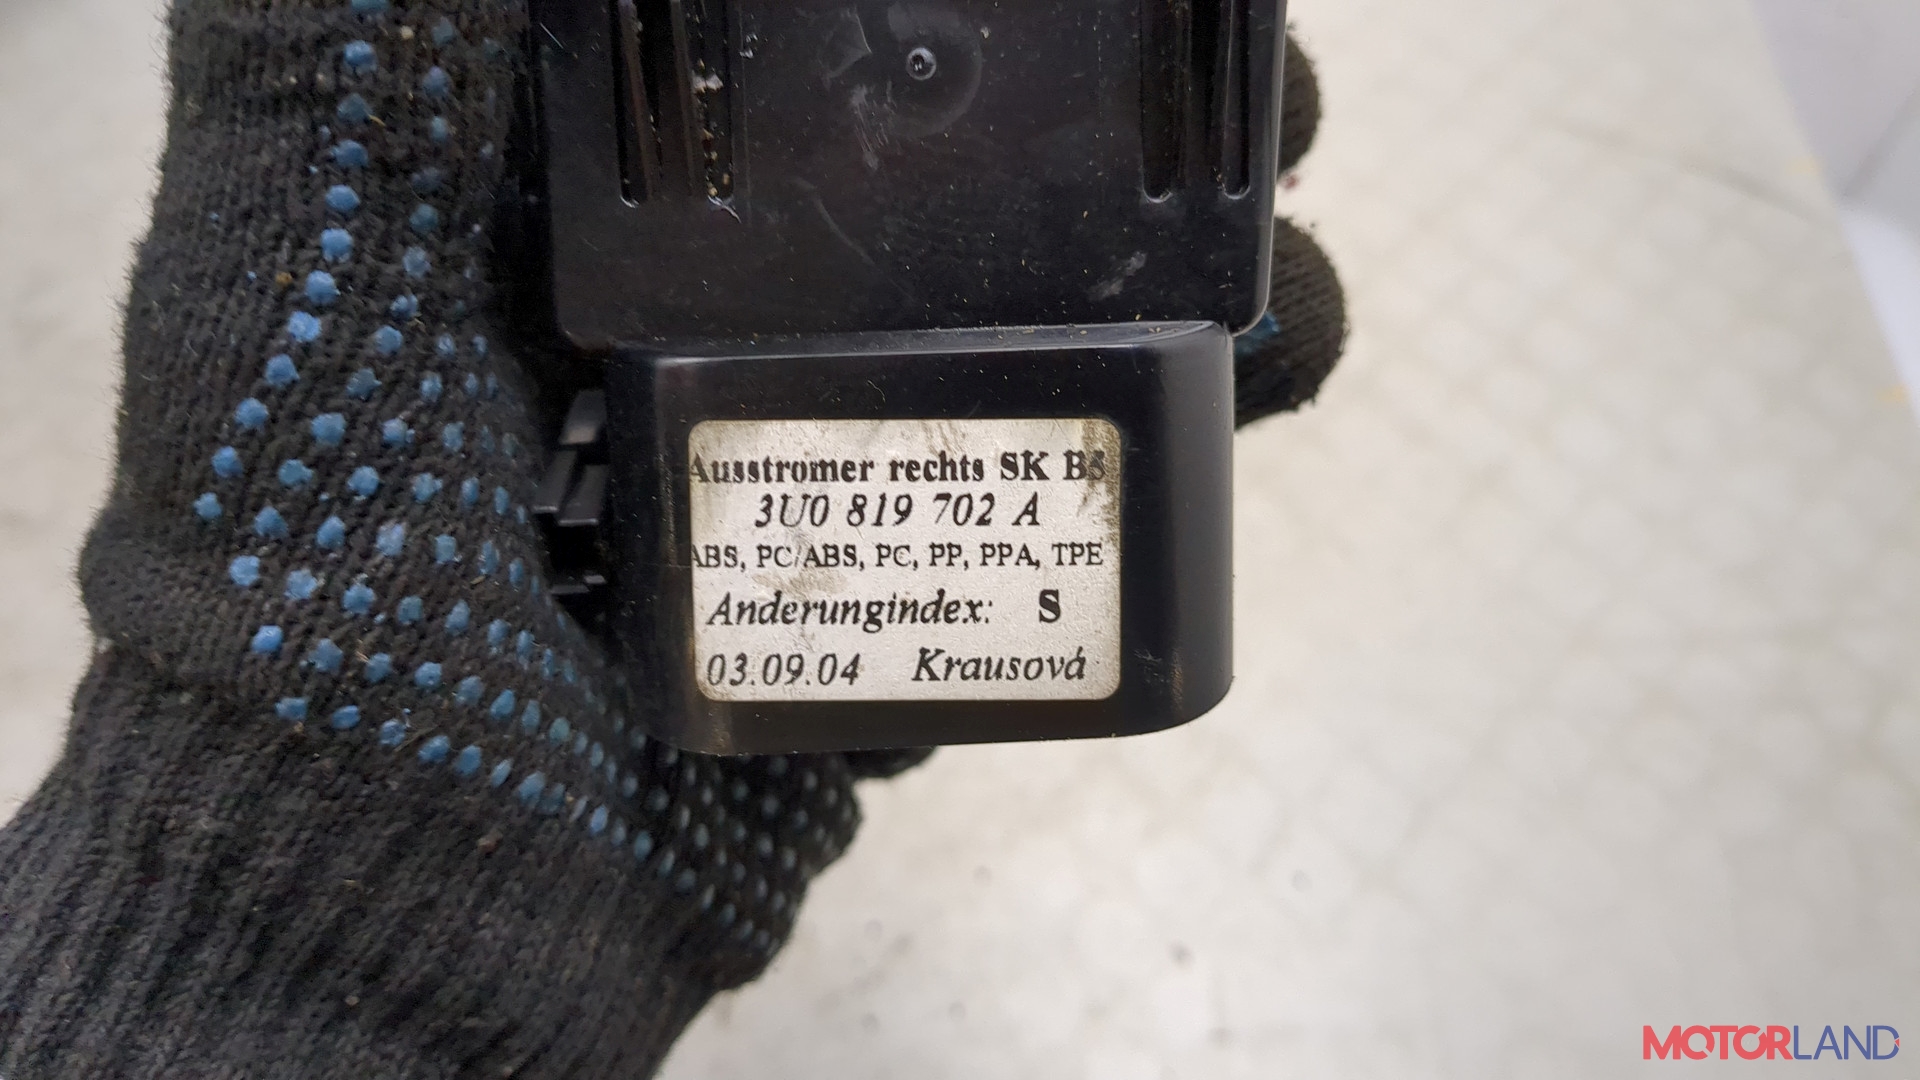 Ausstromer rechts SK B5
3U0 819 702 A
ABS, PC/ABS, PC, PP, PPA, TPE
Anderungindex: S
03.09.04 Krausová
MOTORLAND